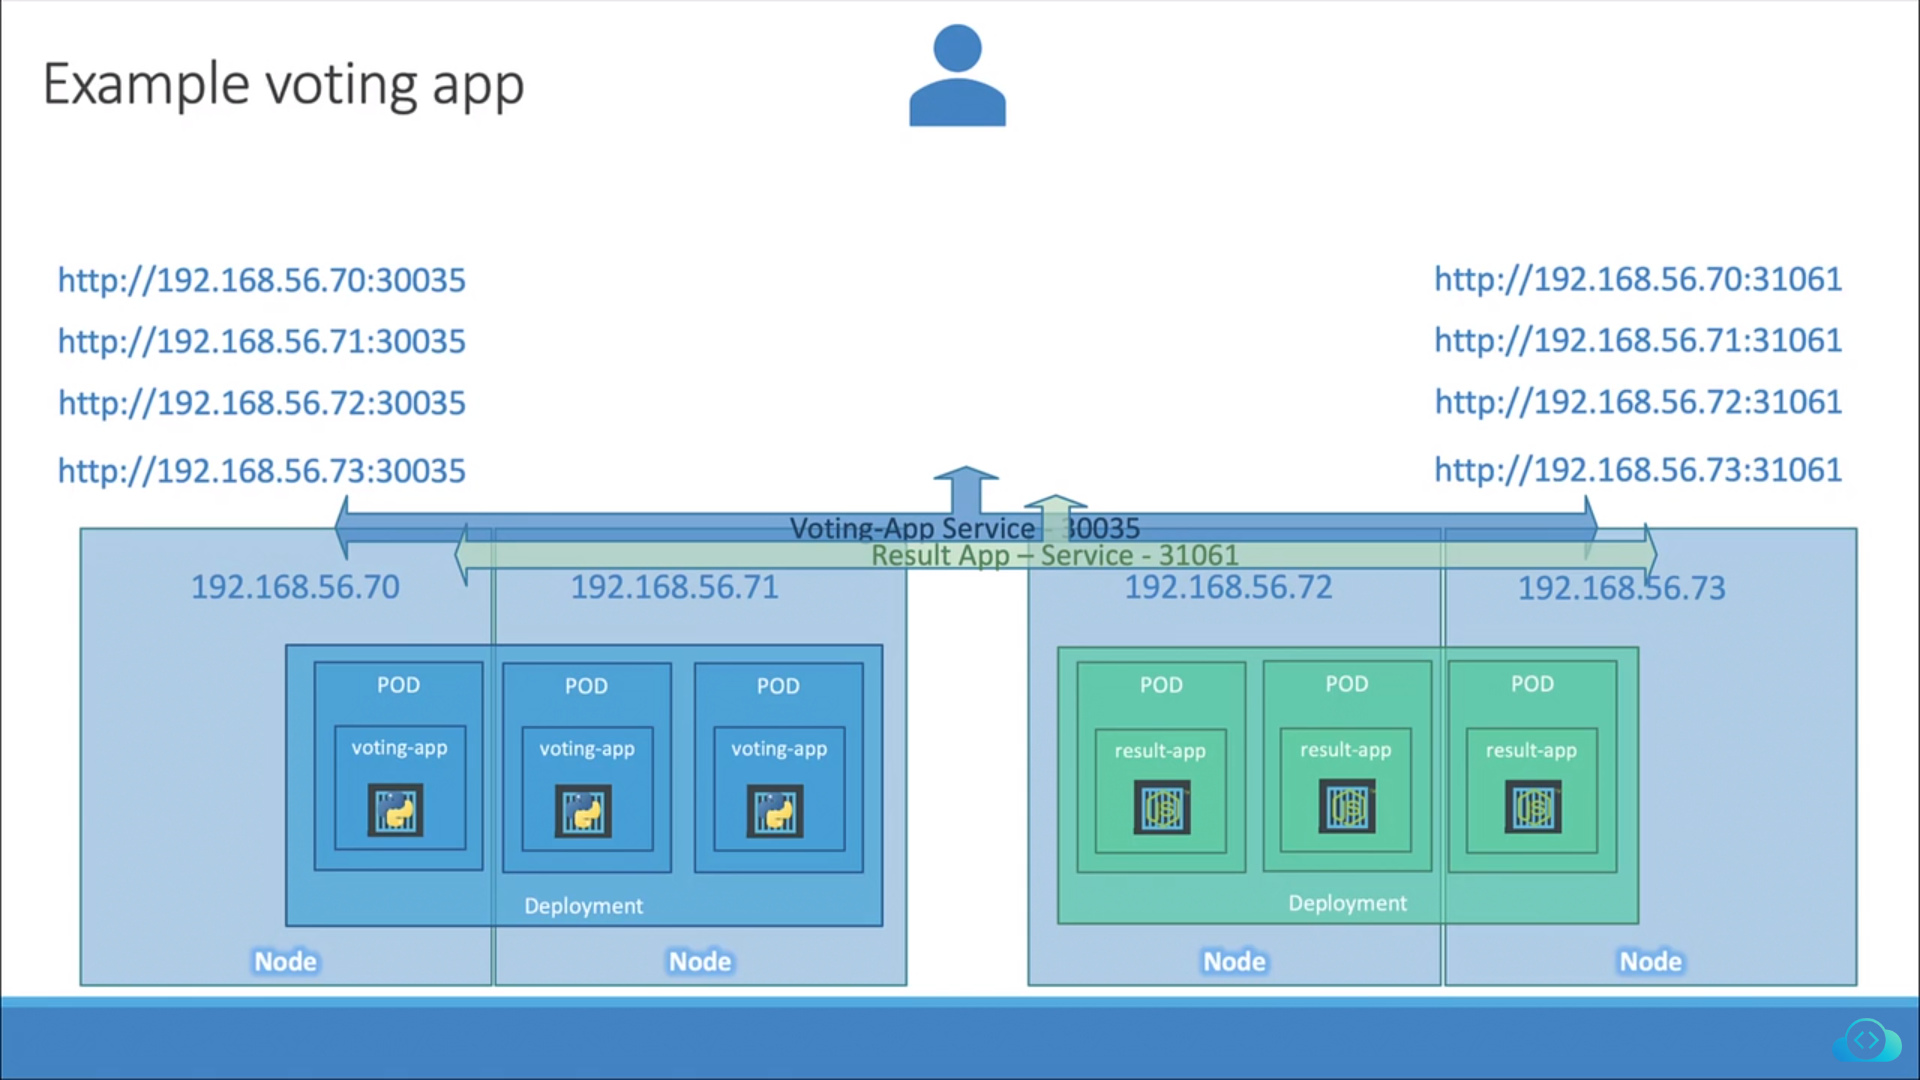 Example voting app
http://192.168.56.70:30035
http://192.168.56.71:30035
http://192.168.56.72:30035
http://192.168.56.73:30035
http://192.168.56.70:31061
http://192.168.56.71:31061
http://192.168.56.72:31061
http://192.168.56.73:31061
Voting-App Service - 30035
Result App – Service - 31061
192.168.56.70
192.168.56.71
192.168.56.72
192.168.56.73
POD
voting-app
POD
voting-app
POD
voting-app
Deployment
POD
result-app
POD
result-app
POD
result-app
Deployment
Node
Node
Node
Node